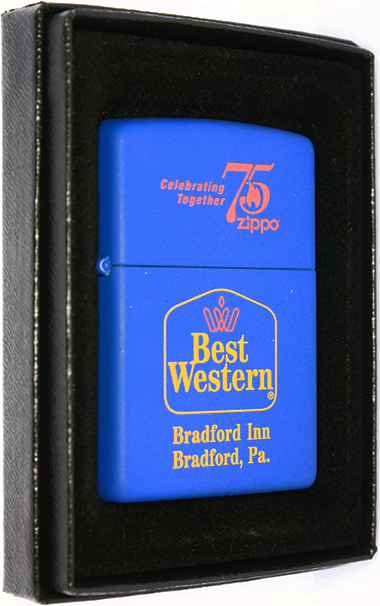 Celebrating
Together
75
zippo
Best
Western®
Bradford Inn
Bradford, Pa.